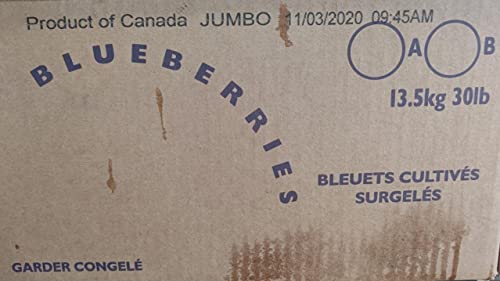 Product of Canada JUMBO 11/03/2020 09:45AM
BLUEBERRIES
A B
13.5kg 30lb
BLEUETS CULTIVÉS
SURGELÉS
GARDER CONGELÉ